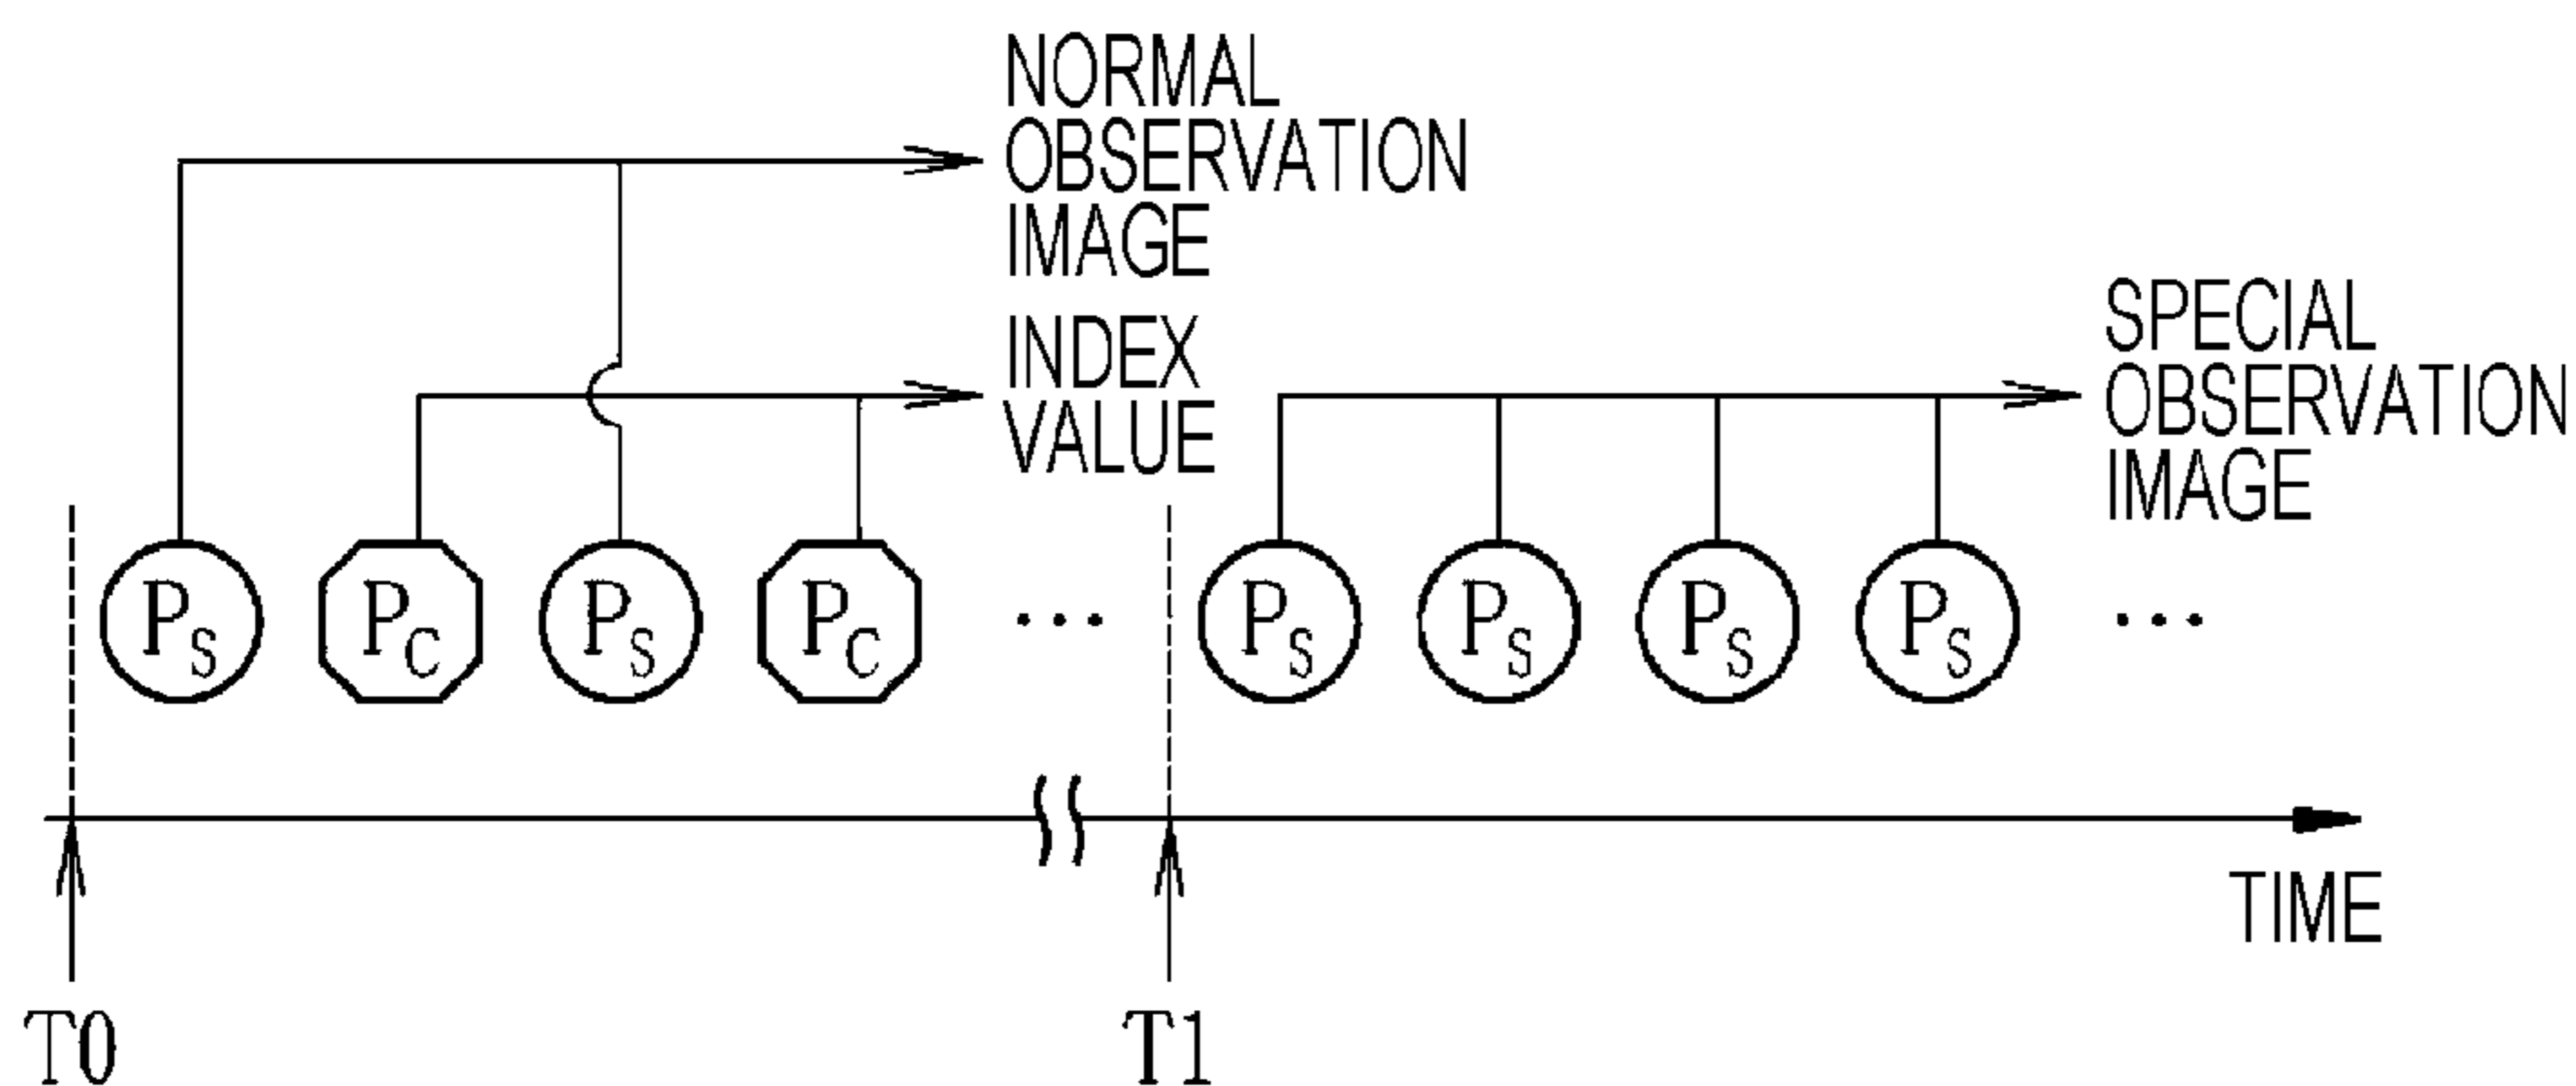 NORMAL
OBSERVATION
IMAGE
INDEX
VALUE
SPECIAL
OBSERVATION
IMAGE
PS PC PS PC ... PS PS PS PS ...
TIME
T0 T1